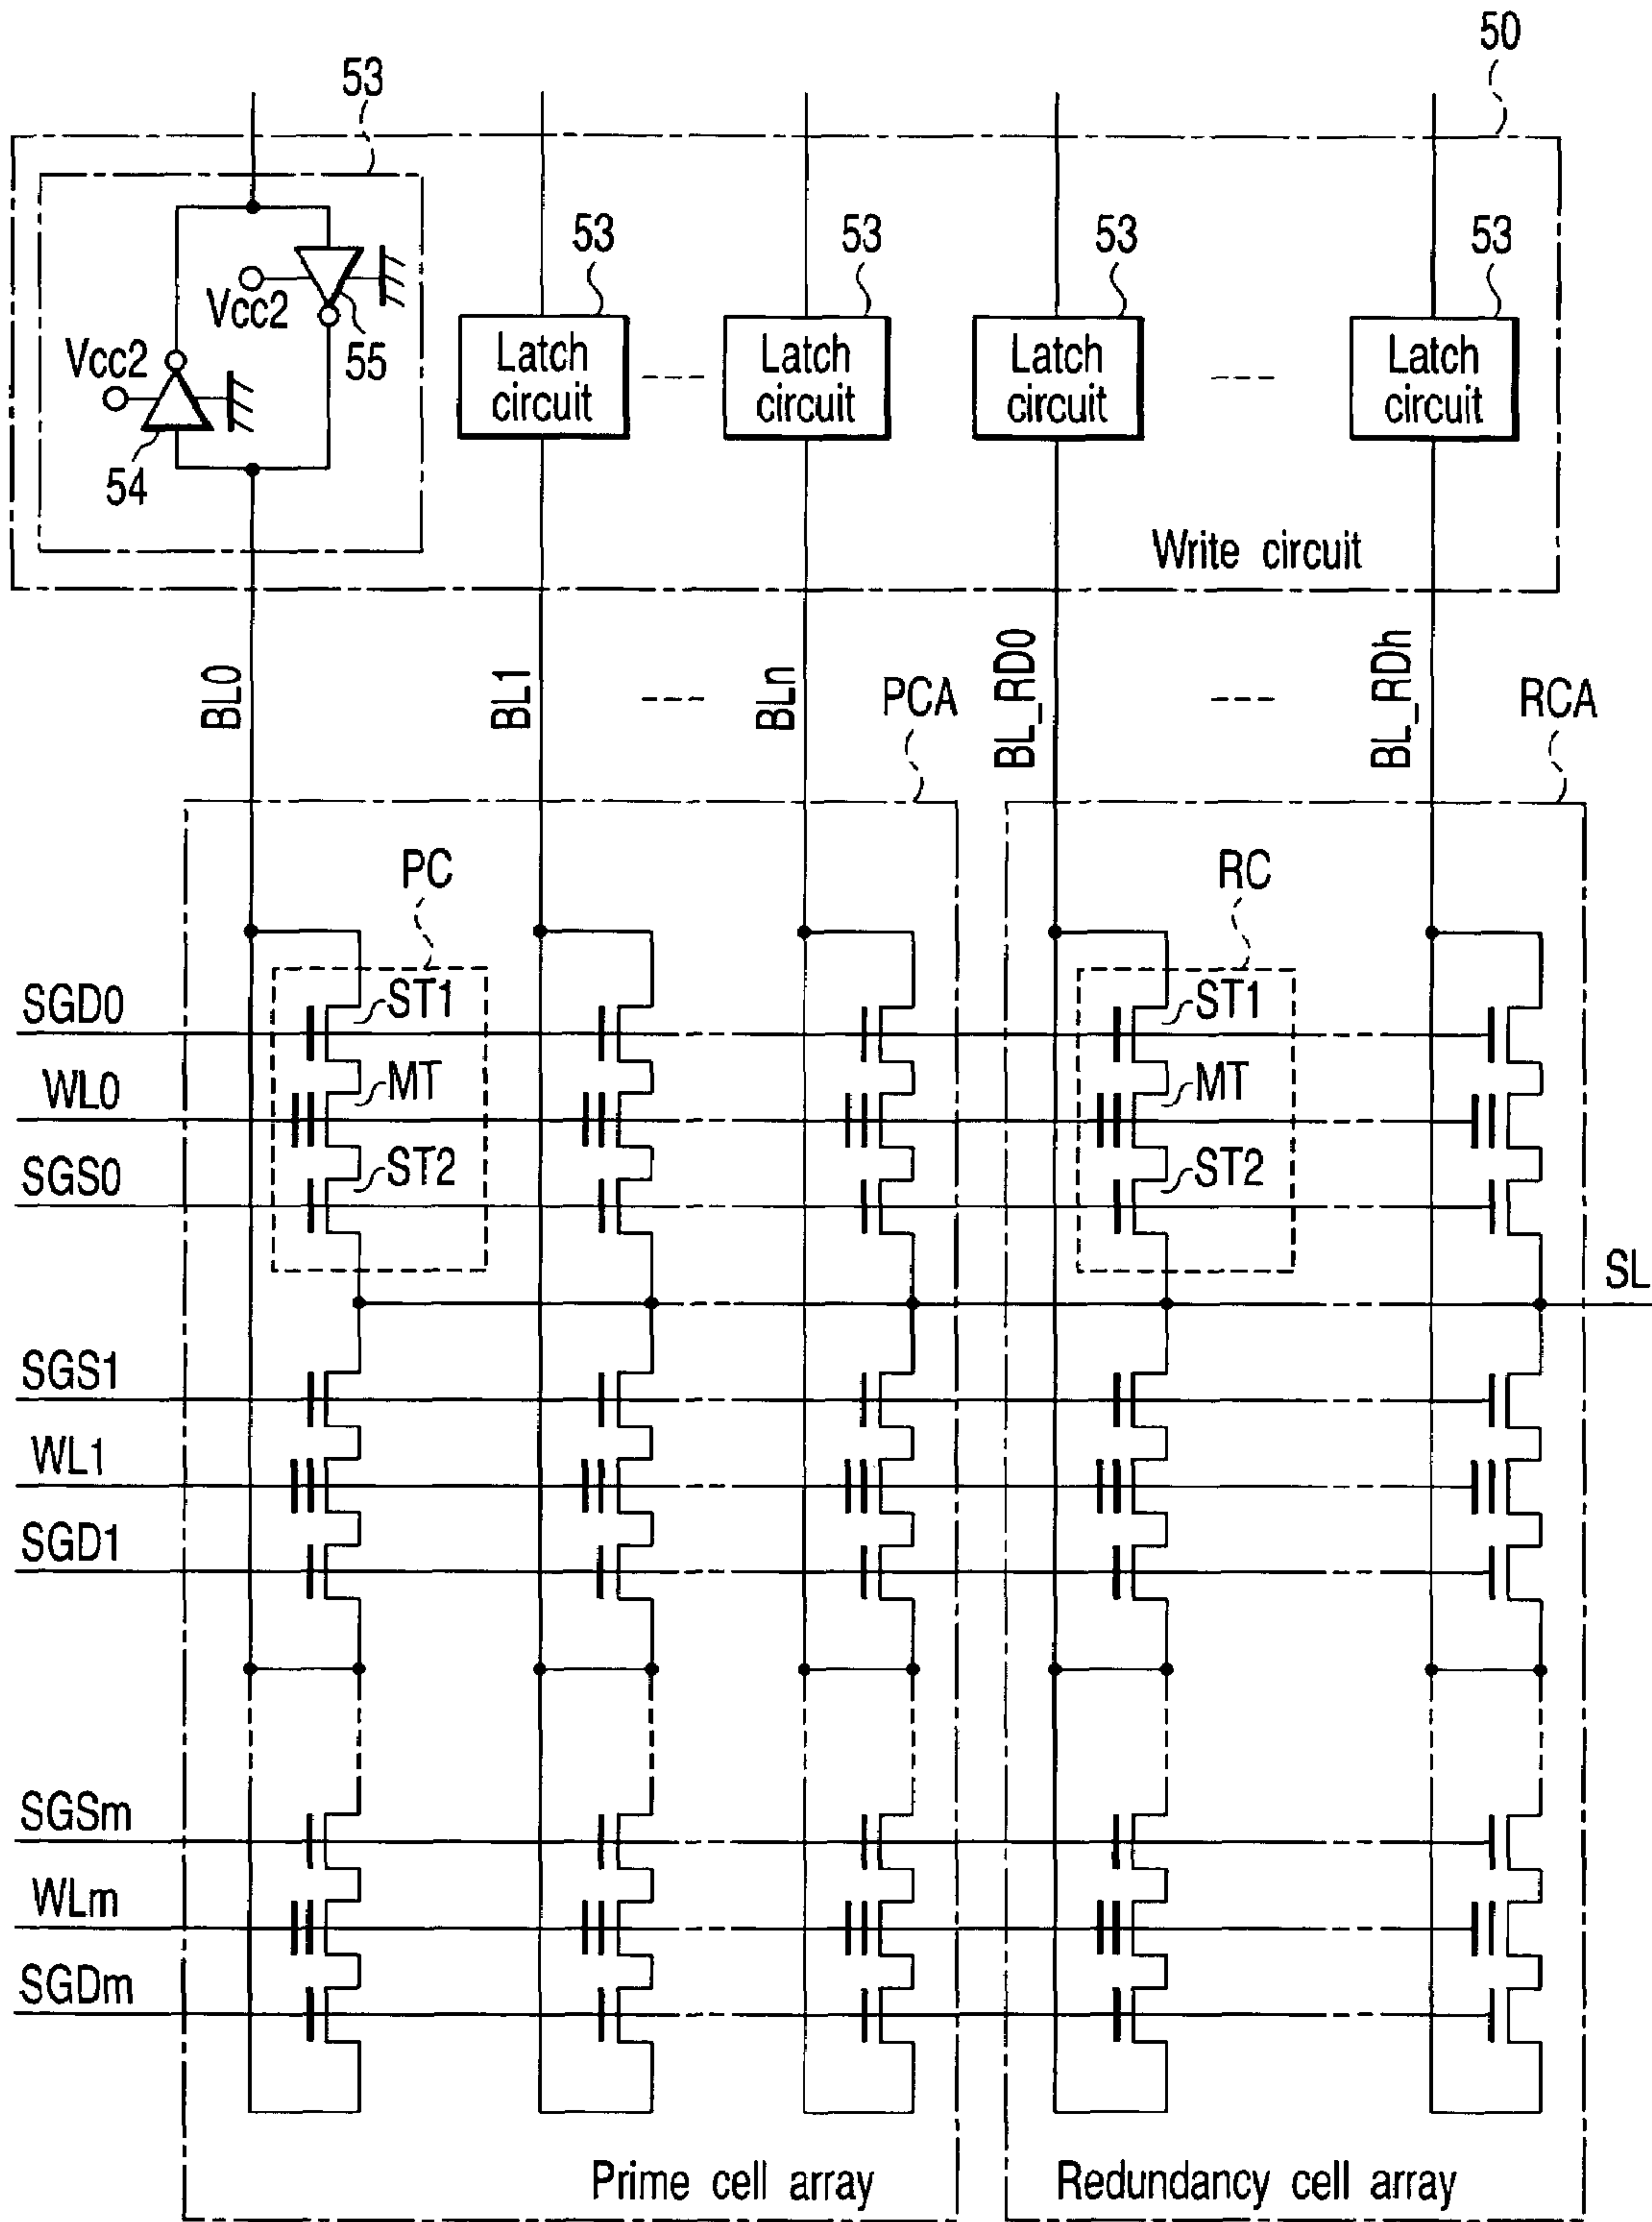 50
53
53
53
53
53
Vcc2
Vcc2
55
54
Latch
circuit
Latch
circuit
Latch
circuit
Latch
circuit
Write circuit
BL0
BL1
BLn
BL_RD0
BL_RDh
PCA
RCA
PC
RC
SGD0
ST1
ST1
WL0
MT
MT
SGS0
ST2
ST2
SL
SGS1
WL1
SGD1
SGSm
WLm
SGDm
Prime cell array
Redundancy cell array